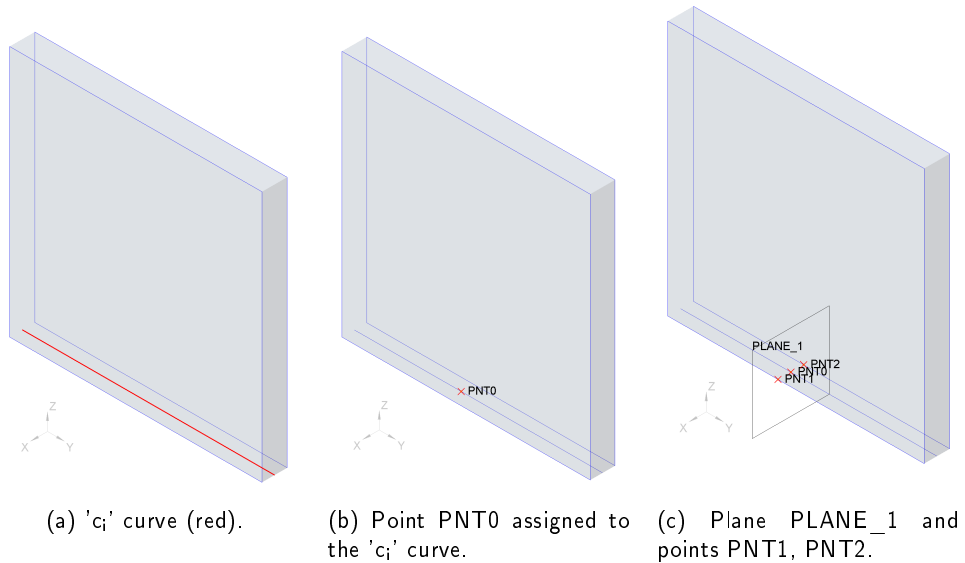 Z
X
Y
PNT0
Z
X
Y
PLANE_1
PNT2
PNT0
PNT1
Z
X
Y
(a) 'cᵢ' curve (red).
(b) Point PNT0 assigned to
the 'cᵢ' curve.
(c) Plane PLANE_1 and
points PNT1, PNT2.